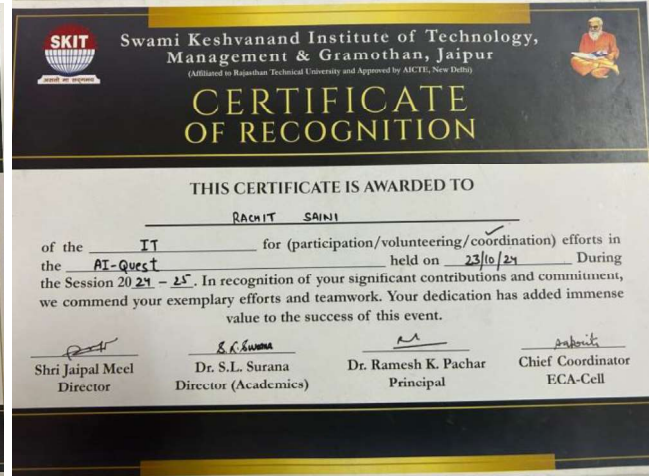 SKIT
असतो मा सद्गमय
Swami Keshvanand Institute of Technology,
Management & Gramothan, Jaipur
(Affiliated to Rajasthan Technical University and Approved by AICTE, New Delhi)
CERTIFICATE
OF RECOGNITION
THIS CERTIFICATE IS AWARDED TO
RACHIT SAINI
of the IT for (participation/volunteering/coordination) efforts in
the AI-Quest held on 23/10/24 During
the Session 2024 - 25. In recognition of your significant contributions and commitment,
we commend your exemplary efforts and teamwork. Your dedication has added immense
value to the success of this event.
Shri Jaipal Meel
Director
S.L. Surana
Dr. S.L. Surana
Director (Academics)
Dr. Ramesh K. Pachar
Principal
Chief Coordinator
ECA-Cell